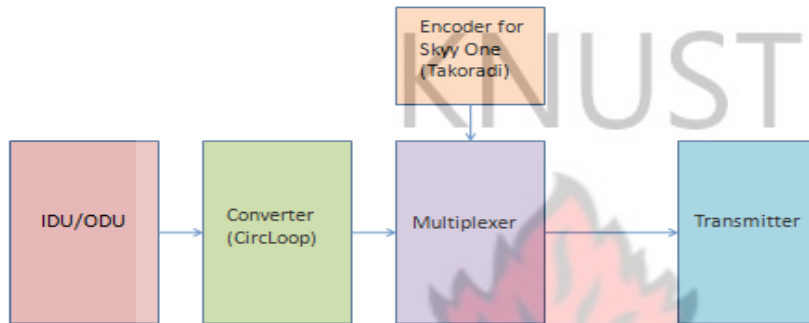 Encoder for
Skyy One
(Takoradi)
KNUST
IDU/ODU
Converter
(CircLoop)
Multiplexer
Transmitter